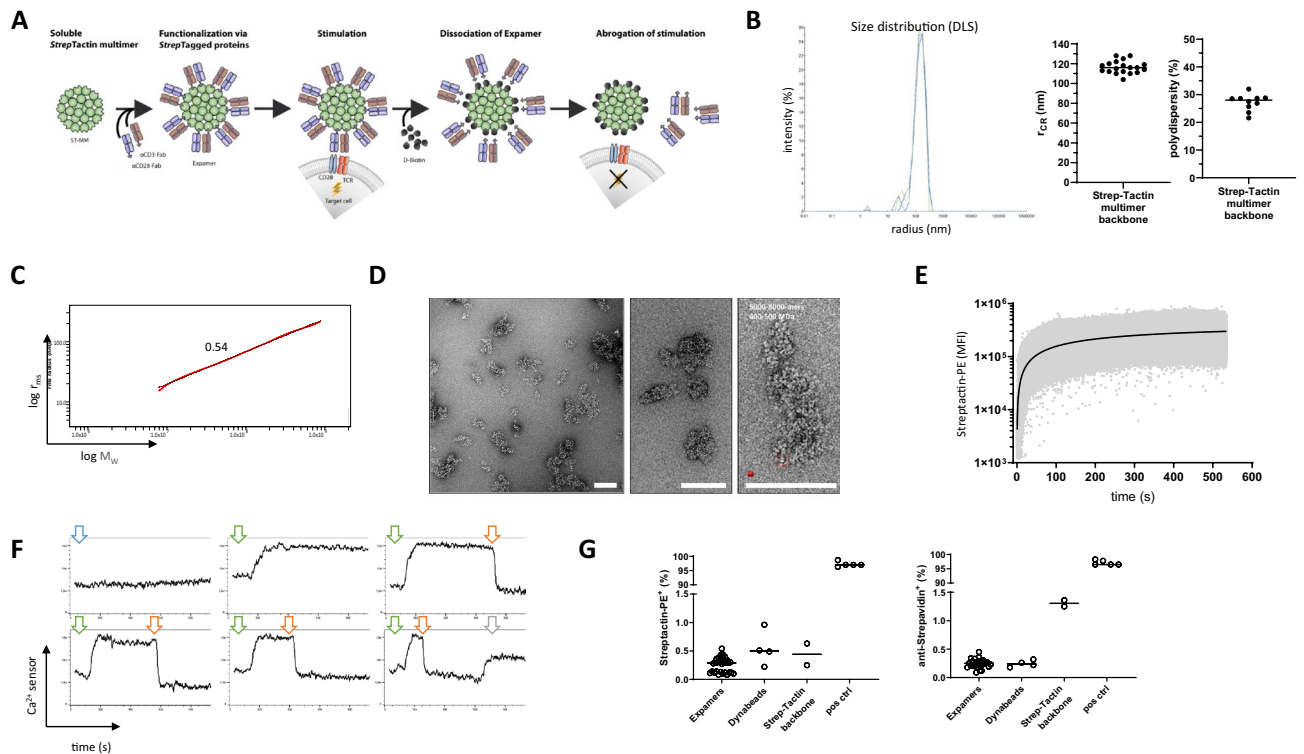 A
Soluble
StrepTactin multimer
Functionalization via
StrepTagged proteins
Stimulation
Dissociation of Expamer
Abrogation of stimulation
ST-MM
αCD3-Fab
αCD28-Fab
Expamer
CD28
TCR
Target cell
D-Biotin
B
Size distribution (DLS)
intensity (%)
radius (nm)
rCR (nm)
140
120
100
80
60
40
20
0
Strep-Tactin
multimer
backbone
polydispersity (%)
50
40
30
20
10
0
Strep-Tactin
multimer
backbone
C
log rms
100.0
10.0
0.54
log MW
D
5000-8000-mers
400-500 MDa
E
Streptactin-PE (MFI)
1×10⁶
1×10⁵
1×10⁴
1×10³
0 100 200 300 400 500 600
time (s)
F
Ca²⁺ sensor
time (s)
G
Streptactin-PE⁺ (%)
100
95
90
1.5
1.0
0.5
0.0
Expamers
Dynabeads
Strep-Tactin
backbone
pos ctrl
anti-Strepavidin⁺ (%)
100
95
90
1.5
1.0
0.5
0.0
Expamers
Dynabeads
Strep-Tactin
backbone
pos ctrl